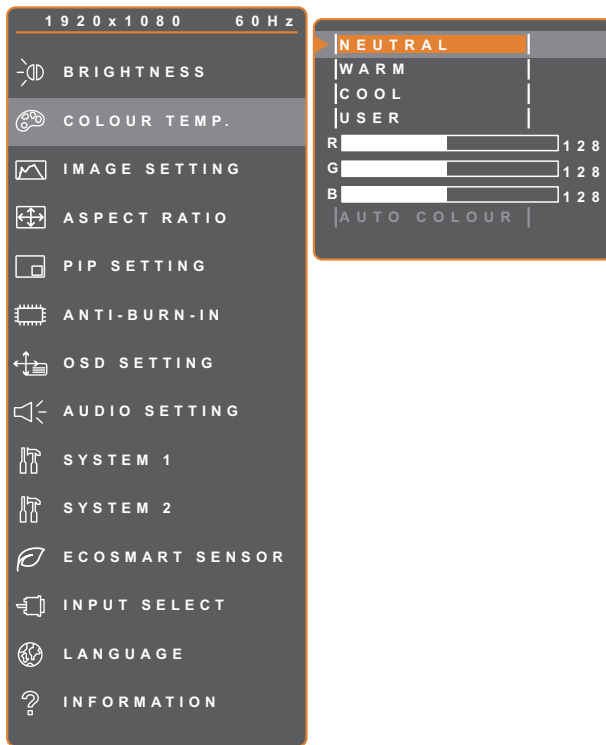 1920x1080 60Hz
BRIGHTNESS
COLOUR TEMP.
IMAGE SETTING
ASPECT RATIO
PIP SETTING
ANTI-BURN-IN
OSD SETTING
AUDIO SETTING
SYSTEM 1
SYSTEM 2
ECOSMART SENSOR
INPUT SELECT
LANGUAGE
INFORMATION
NEUTRAL
WARM
COOL
USER
R 128
G 128
B 128
AUTO COLOUR